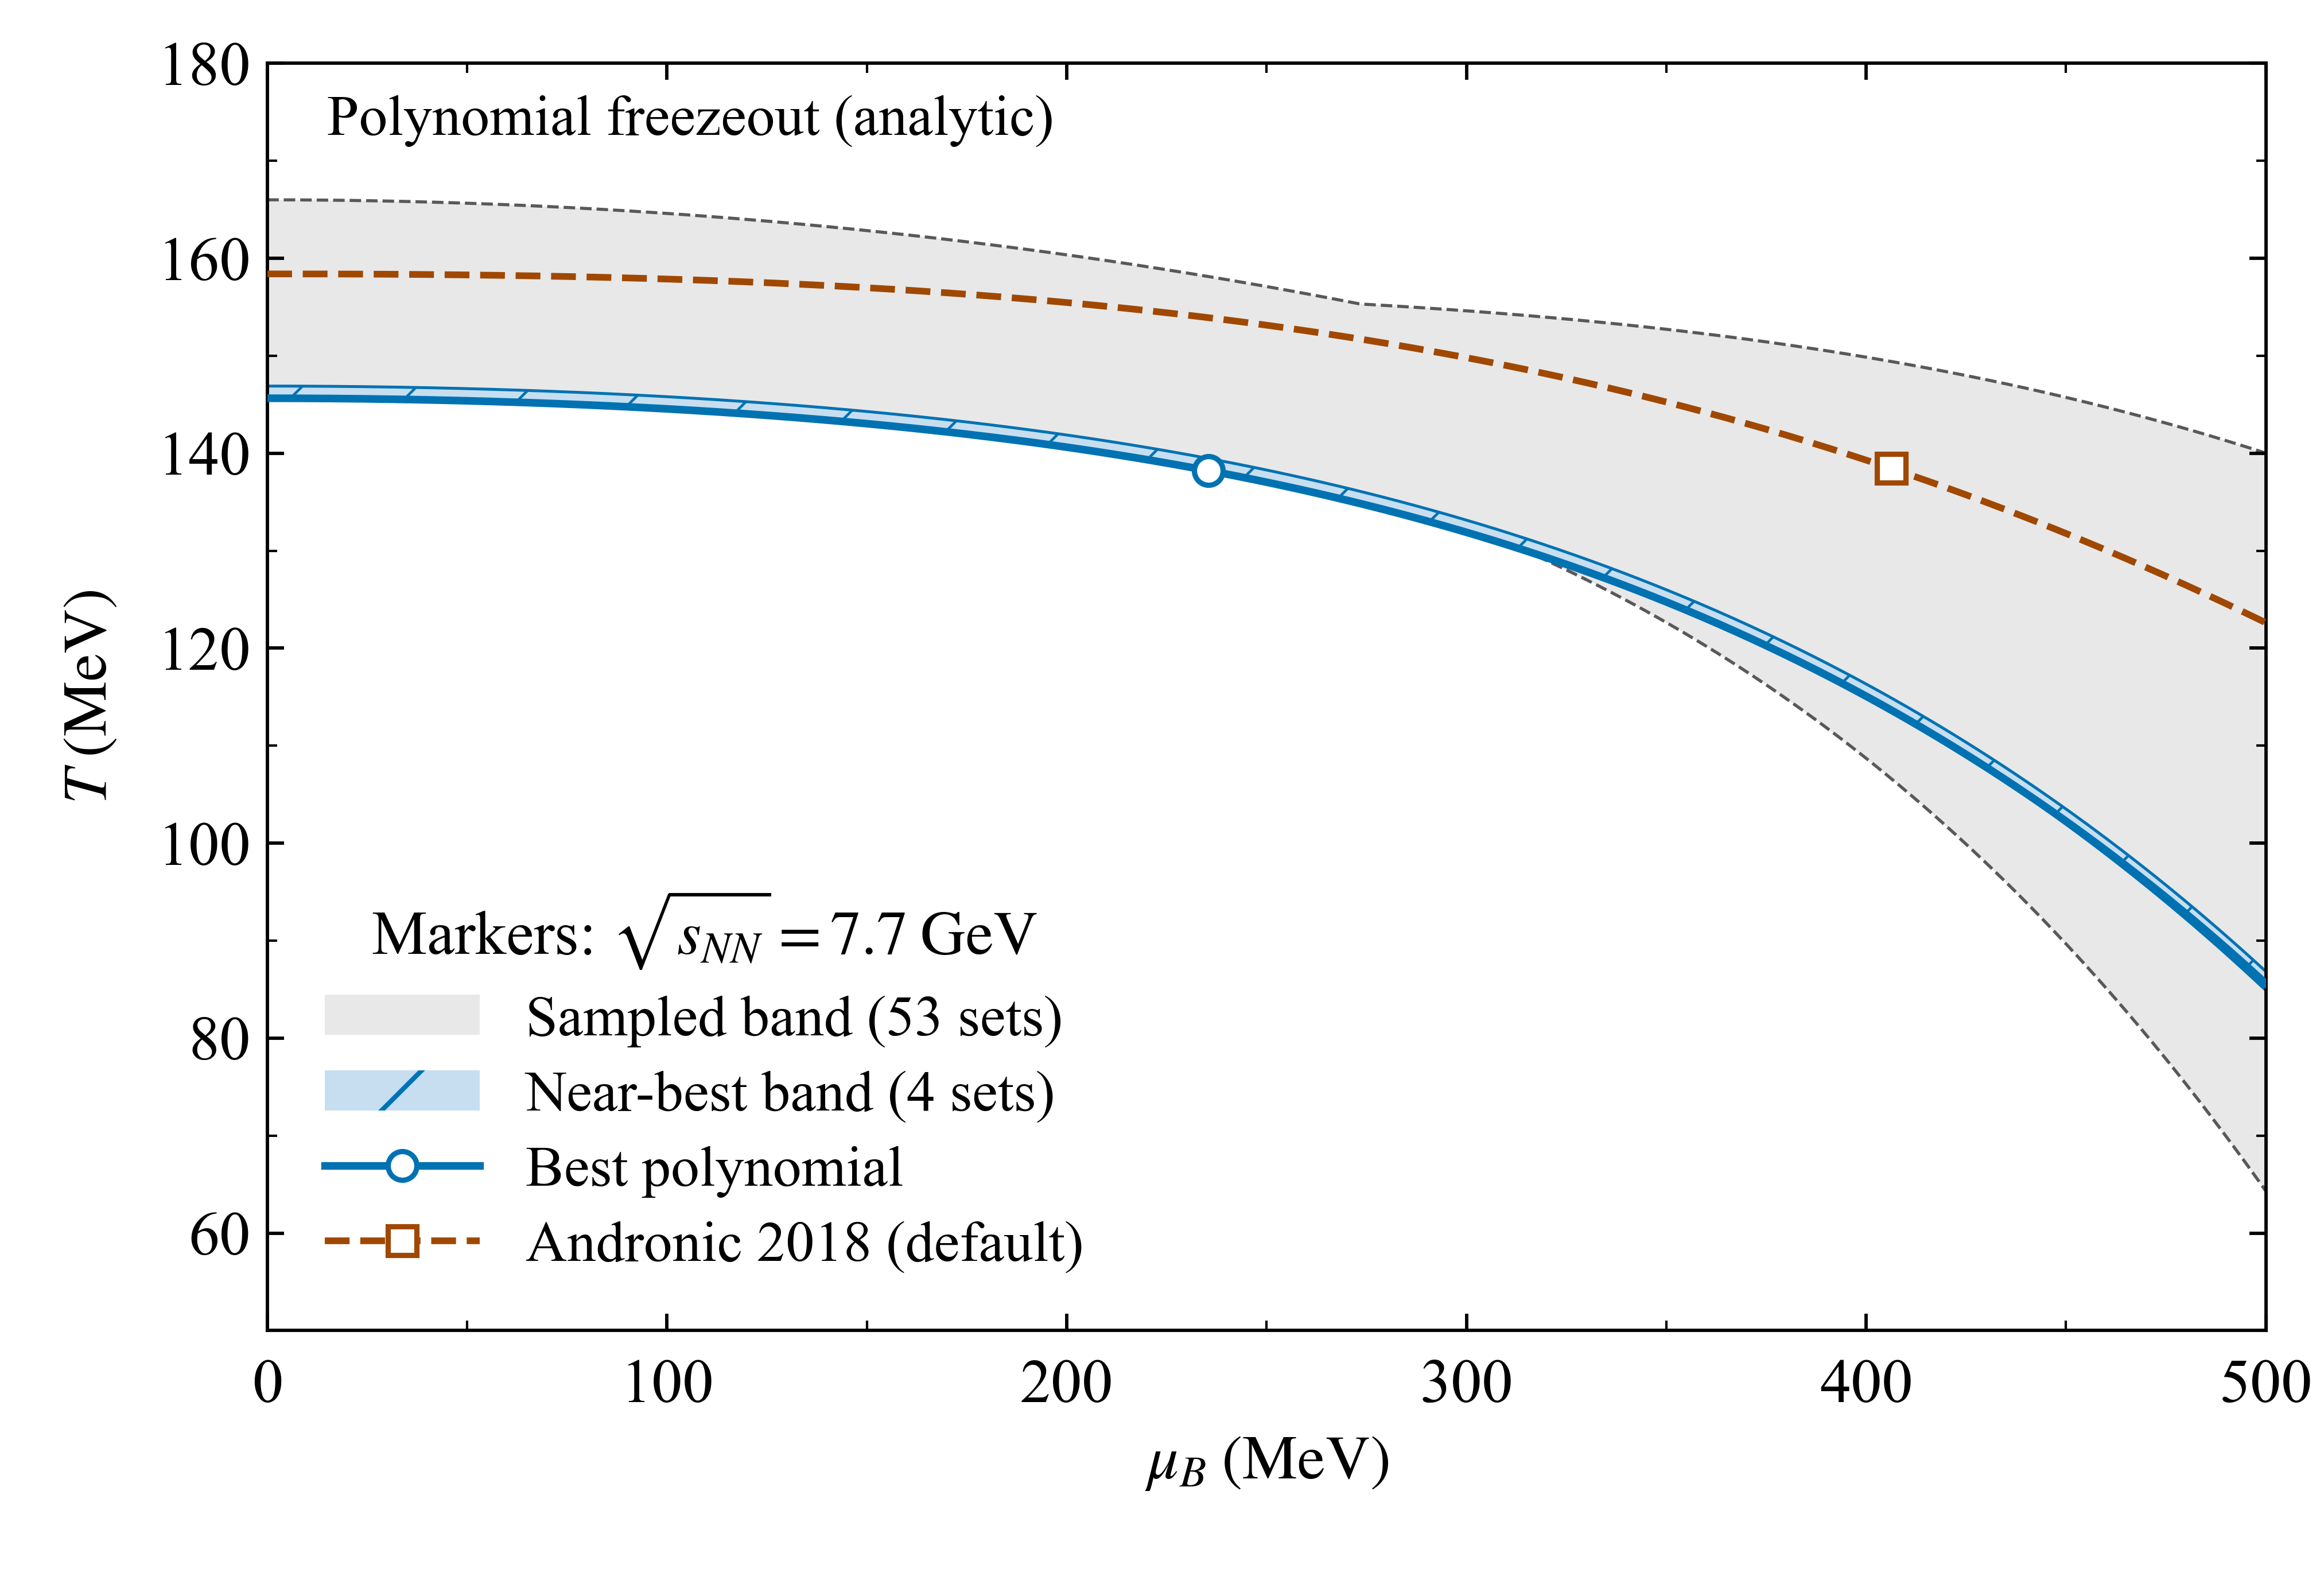 180
Polynomial freezeout (analytic)
160
140
120
100
80
60
T (MeV)
Markers: √s_NN = 7.7 GeV
Sampled band (53 sets)
Near-best band (4 sets)
Best polynomial
Andronic 2018 (default)
0 100 200 300 400 500
μ_B (MeV)